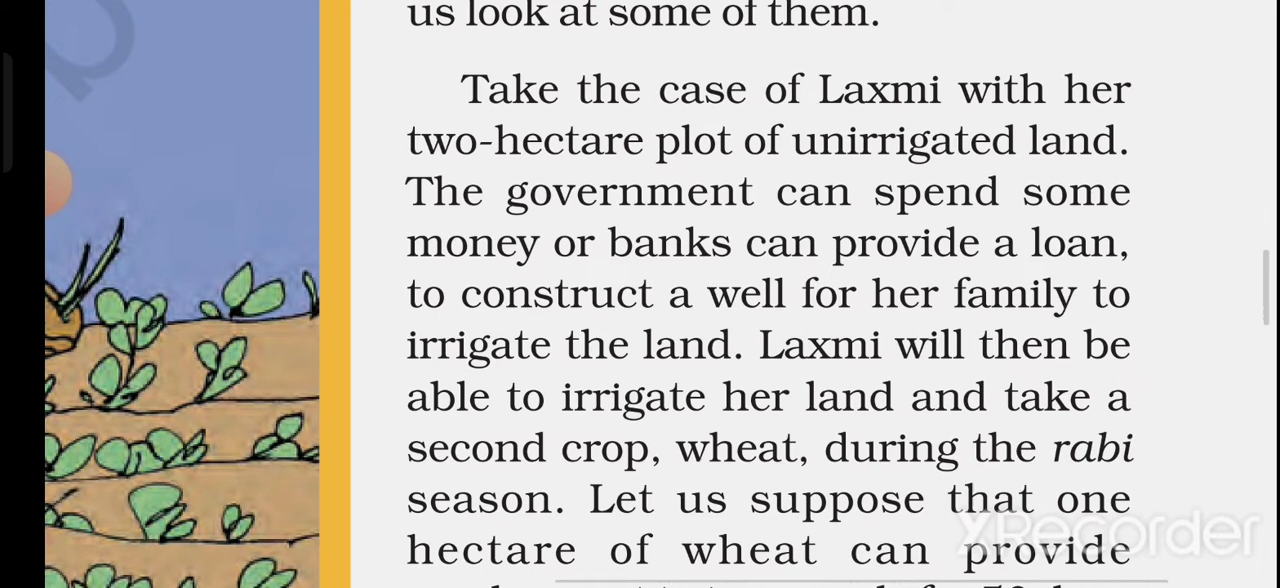 us look at some of them.
Take the case of Laxmi with her
two-hectare plot of unirrigated land.
The government can spend some
money or banks can provide a loan,
to construct a well for her family to
irrigate the land. Laxmi will then be
able to irrigate her land and take a
second crop, wheat, during the rabi
season. Let us suppose that one
hectare of wheat can provide
XRecorder